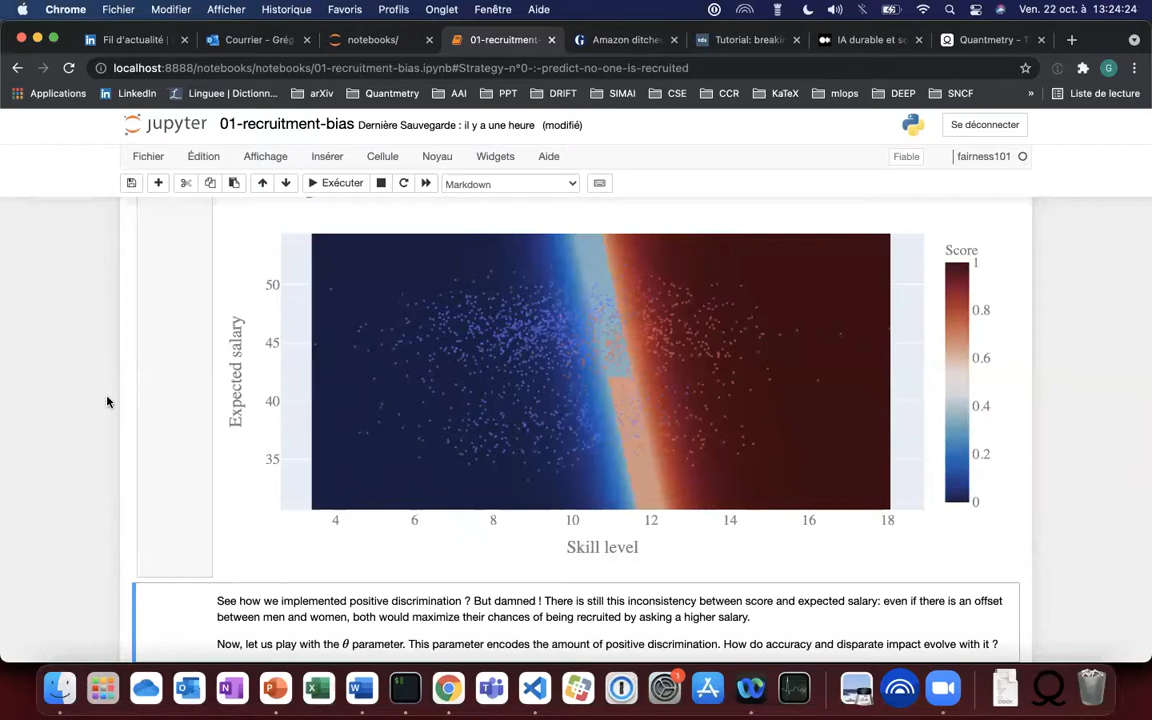 Chrome Fichier Modifier Afficher Historique Favoris Profils Onglet Fenêtre Aide Ven. 22 oct. à 13:24:24
Fil d'actualité | Courrier - Grég notebooks/ 01-recruitment- Amazon ditche Tutorial: breaki IA durable et so Quantmetry - T
localhost:8888/notebooks/notebooks/01-recruitment-bias.ipynb#Strategy-n°0-:-predict-no-one-is-recruited
Applications LinkedIn Linguee | Dictionn... arXiv Quantmetry AAI PPT DRIFT SIMAI CSE CCR KaTeX mlops DEEP SNCF » Liste de lecture
jupyter 01-recruitment-bias Dernière Sauvegarde : il y a une heure (modifié) Se déconnecter
Fichier Édition Affichage Insérer Cellule Noyau Widgets Aide Fiable fairness101
Exécuter Markdown
Score
1
0.8
0.6
0.4
0.2
0
50
45
40
35
Expected salary
4 6 8 10 12 14 16 18
Skill level
See how we implemented positive discrimination ? But damned ! There is still this inconsistency between score and expected salary: even if there is an offset
between men and women, both would maximize their chances of being recruited by asking a higher salary.
Now, let us play with the θ parameter. This parameter encodes the amount of positive discrimination. How do accuracy and disparate impact evolve with it ?